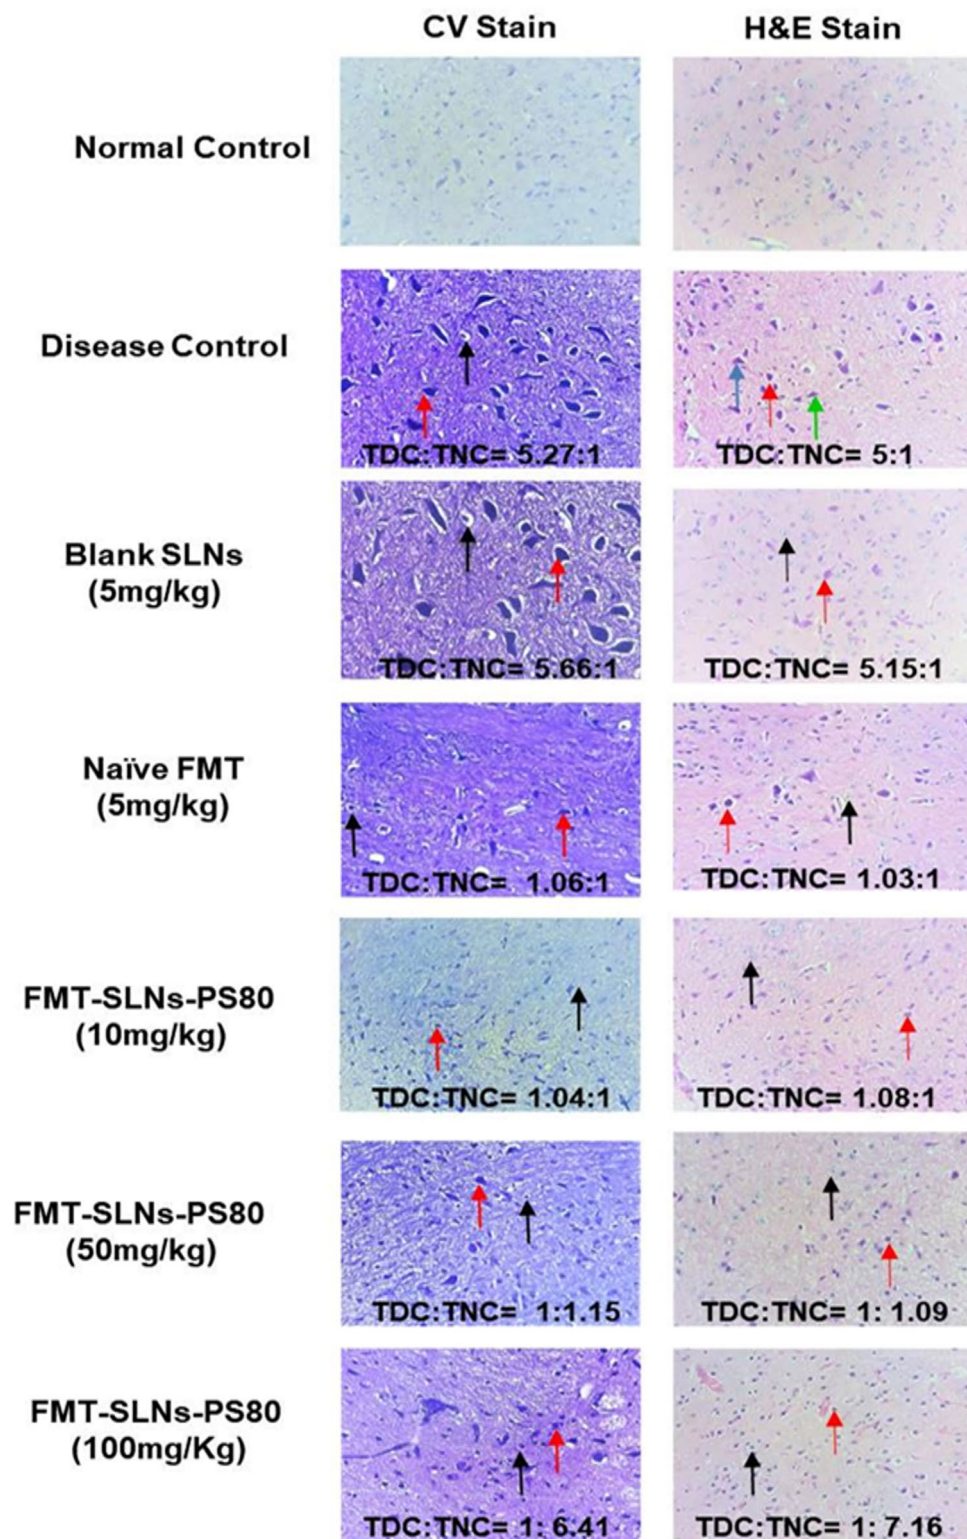 CV Stain H&E Stain
Normal Control
Disease Control
TDC:TNC= 5.27:1 TDC:TNC= 5:1
Blank SLNs
(5mg/kg)
TDC:TNC= 5.66:1 TDC:TNC= 5.15:1
Naïve FMT
(5mg/kg)
TDC:TNC= 1.06:1 TDC:TNC= 1.03:1
FMT-SLNs-PS80
(10mg/kg)
TDC:TNC= 1.04:1 TDC:TNC= 1.08:1
FMT-SLNs-PS80
(50mg/kg)
TDC:TNC= 1:1.15 TDC:TNC= 1: 1.09
FMT-SLNs-PS80
(100mg/Kg)
TDC:TNC= 1: 6.41 TDC:TNC= 1: 7.16